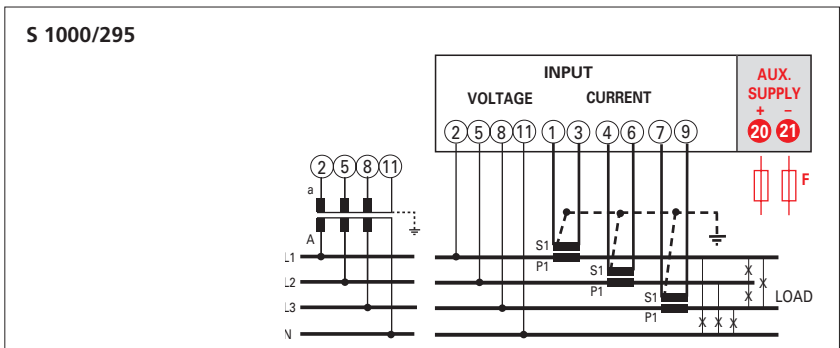 S 1000/295
INPUT
AUX.
SUPPLY
VOLTAGE CURRENT
+ −
2 5 8 11 1 3 4 6 7 9 20 21
2 5 8 11
F
a
A
S1
L1
P1
S1
L2
P1
S1
LOAD
L3
P1
N